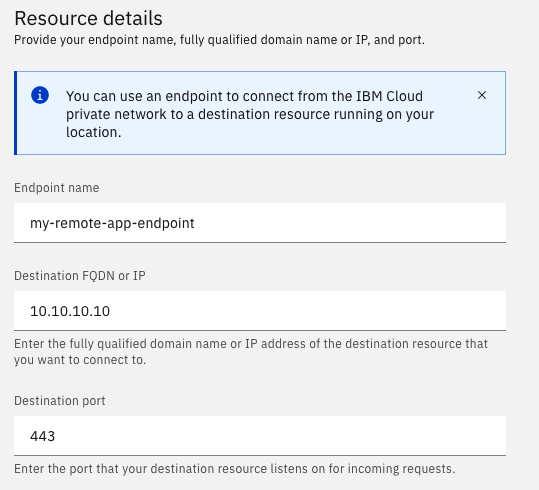 Resource details
Provide your endpoint name, fully qualified domain name or IP, and port.
You can use an endpoint to connect from the IBM Cloud
private network to a destination resource running on your
location.
Endpoint name
my-remote-app-endpoint
Destination FQDN or IP
10.10.10.10
Enter the fully qualified domain name or IP address of the destination resource that
you want to connect to.
Destination port
443
Enter the port that your destination resource listens on for incoming requests.